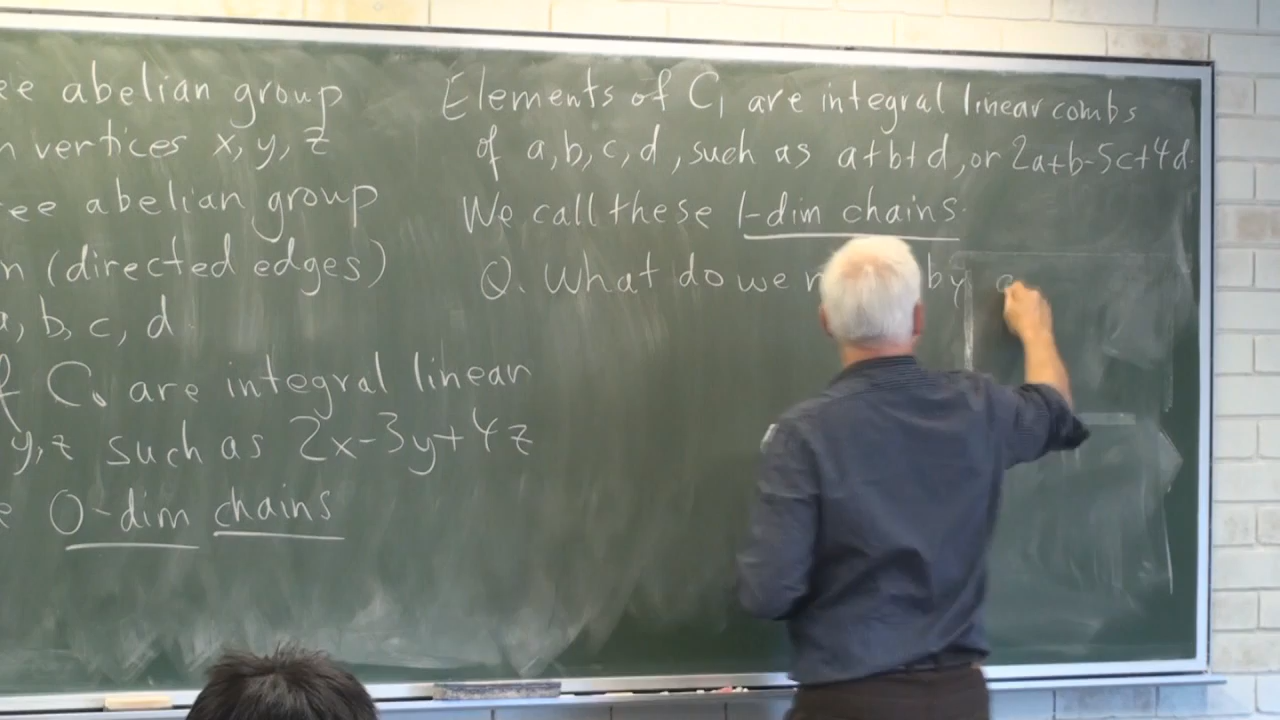 ee abelian group
n vertices x, y, z
ee abelian group
n (directed edges)
a, b, c, d
f C₀ are integral linear
y, z such as 2x-3y+4z
e 0-dim chains
Elements of C₁ are integral linear combs
of a, b, c, d, such as a+b+d, or 2a+b-5c+4d.
We call these 1-dim chains.
Q. What do we by